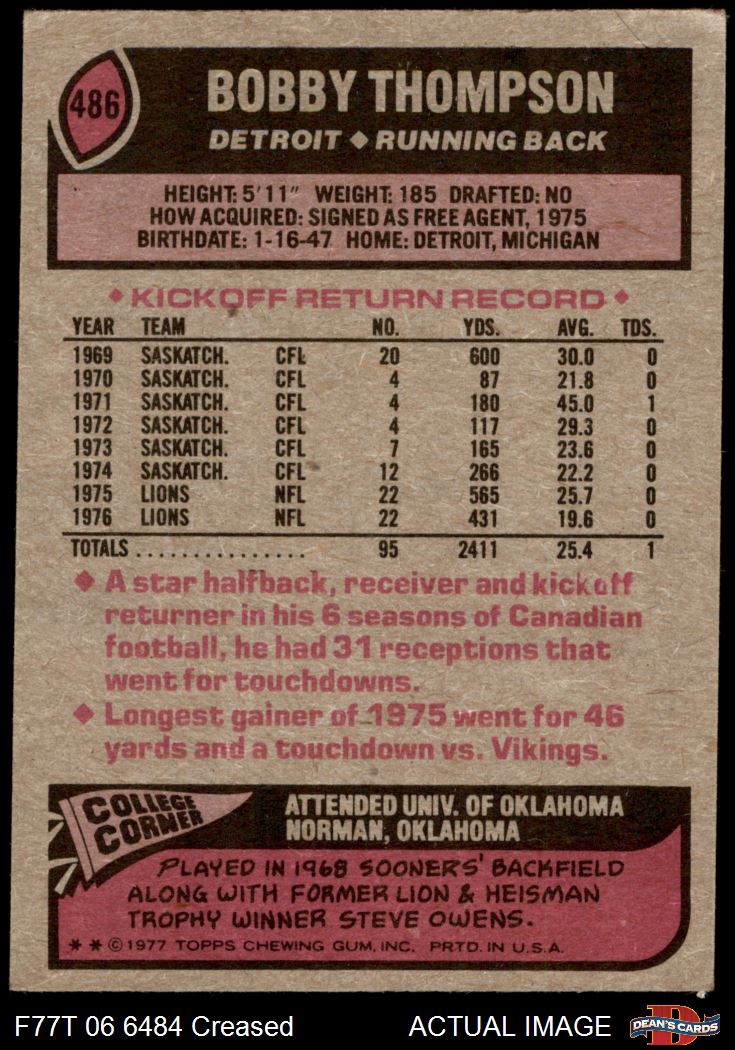 486
BOBBY THOMPSON
DETROIT ◆ RUNNING BACK
HEIGHT: 5'11" WEIGHT: 185 DRAFTED: NO
HOW ACQUIRED: SIGNED AS FREE AGENT, 1975
BIRTHDATE: 1-16-47 HOME: DETROIT, MICHIGAN
◆ KICKOFF RETURN RECORD ◆
YEAR TEAM NO. YDS. AVG. TDS.
1969 SASKATCH. CFL 20 600 30.0 0
1970 SASKATCH. CFL 4 87 21.8 0
1971 SASKATCH. CFL 4 180 45.0 1
1972 SASKATCH. CFL 4 117 29.3 0
1973 SASKATCH. CFL 7 165 23.6 0
1974 SASKATCH. CFL 12 266 22.2 0
1975 LIONS NFL 22 565 25.7 0
1976 LIONS NFL 22 431 19.6 0
TOTALS ............... 95 2411 25.4 1
◆ A star halfback, receiver and kickoff
returner in his 6 seasons of Canadian
football, he had 31 receptions that
went for touchdowns.
◆ Longest gainer of 1975 went for 46
yards and a touchdown vs. Vikings.
COLLEGE
CORNER
ATTENDED UNIV. OF OKLAHOMA
NORMAN, OKLAHOMA
PLAYED IN 1968 SOONERS' BACKFIELD
ALONG WITH FORMER LION & HEISMAN
TROPHY WINNER STEVE OWENS.
* * © 1977 TOPPS CHEWING GUM, INC. PRTD. IN U.S.A.
F77T 06 6484 Creased ACTUAL IMAGE
D
DEAN'S CARDS